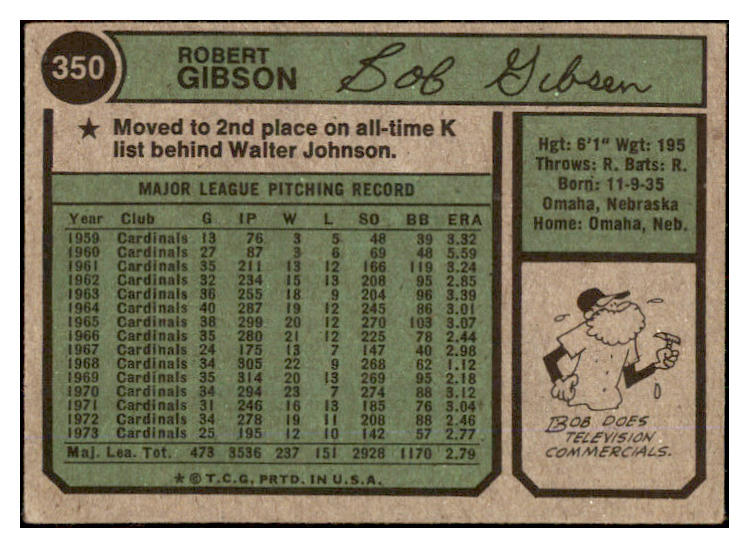 350
ROBERT
GIBSON
Bob Gibson
★ Moved to 2nd place on all-time K
list behind Walter Johnson.
MAJOR LEAGUE PITCHING RECORD
Year Club G IP W L SO BB ERA
1959 Cardinals 13 76 3 5 48 39 3.32
1960 Cardinals 27 87 3 6 69 48 5.59
1961 Cardinals 35 211 13 12 166 119 3.24
1962 Cardinals 32 234 15 13 208 95 2.85
1963 Cardinals 36 255 18 9 204 96 3.39
1964 Cardinals 40 287 19 12 245 86 3.01
1965 Cardinals 38 299 20 12 270 103 3.07
1966 Cardinals 35 280 21 12 225 78 2.44
1967 Cardinals 24 175 13 7 147 40 2.98
1968 Cardinals 34 305 22 9 268 62 1.12
1969 Cardinals 35 314 20 13 269 95 2.18
1970 Cardinals 34 294 23 7 274 88 3.12
1971 Cardinals 31 246 16 13 185 76 3.04
1972 Cardinals 34 278 19 11 208 88 2.46
1973 Cardinals 25 195 12 10 142 57 2.77
Maj. Lea. Tot. 473 3536 237 151 2928 1170 2.79
★ © T.C.G. PRTD. IN U.S.A.
Hgt: 6'1" Wgt: 195
Throws: R. Bats: R.
Born: 11-9-35
Omaha, Nebraska
Home: Omaha, Neb.
BOB DOES
TELEVISION
COMMERCIALS.